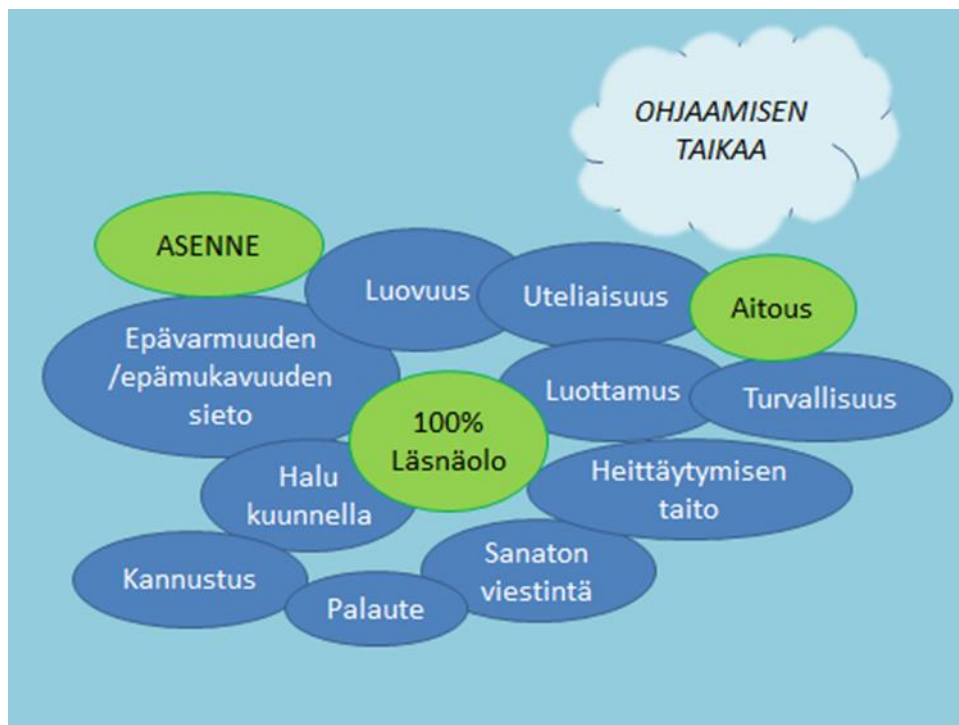 OHJAAMISEN
TAIKAA
ASENNE
Luovuus
Uteliaisuus
Aitous
Epävarmuuden
/epämukavuuden
sieto
Luottamus
Turvallisuus
100%
Läsnäolo
Halu
kuunnella
Heittäytymisen
taito
Sanaton
viestintä
Kannustus
Palaute